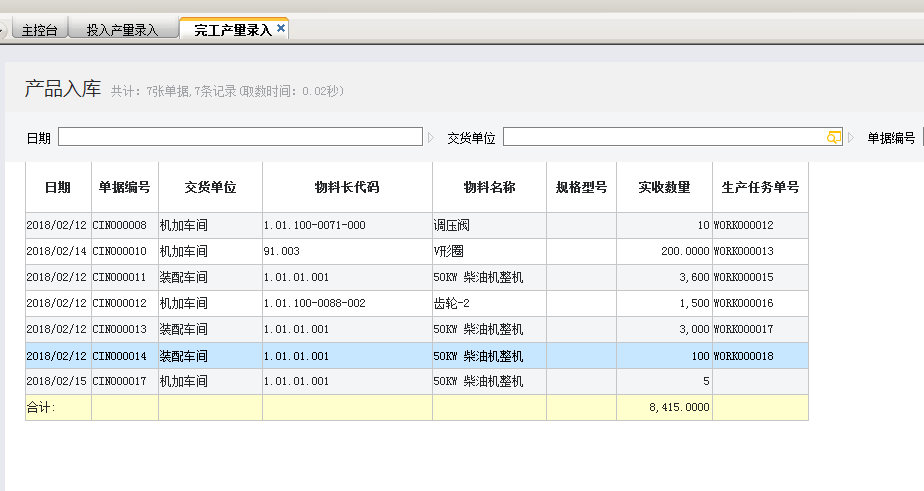 主控台 投入产量录入 完工产量录入
产品入库 共计: 7张单据,7条记录(取数时间: 0.02秒)
日期 交货单位 单据编号
日期 单据编号 交货单位 物料长代码 物料名称 规格型号 实收数量 生产任务单号
2018/02/12 CIN000008 机加车间 1.01.100-0071-000 调压阀 10 WORK000012
2018/02/14 CIN000010 机加车间 91.003 V形圈 200.0000 WORK000013
2018/02/12 CIN000011 装配车间 1.01.01.001 50KW 柴油机整机 3,600 WORK000015
2018/02/12 CIN000012 机加车间 1.01.100-0088-002 齿轮-2 1,500 WORK000016
2018/02/12 CIN000013 装配车间 1.01.01.001 50KW 柴油机整机 3,000 WORK000017
2018/02/12 CIN000014 装配车间 1.01.01.001 50KW 柴油机整机 100 WORK000018
2018/02/15 CIN000017 机加车间 1.01.01.001 50KW 柴油机整机 5
合计: 8,415.0000